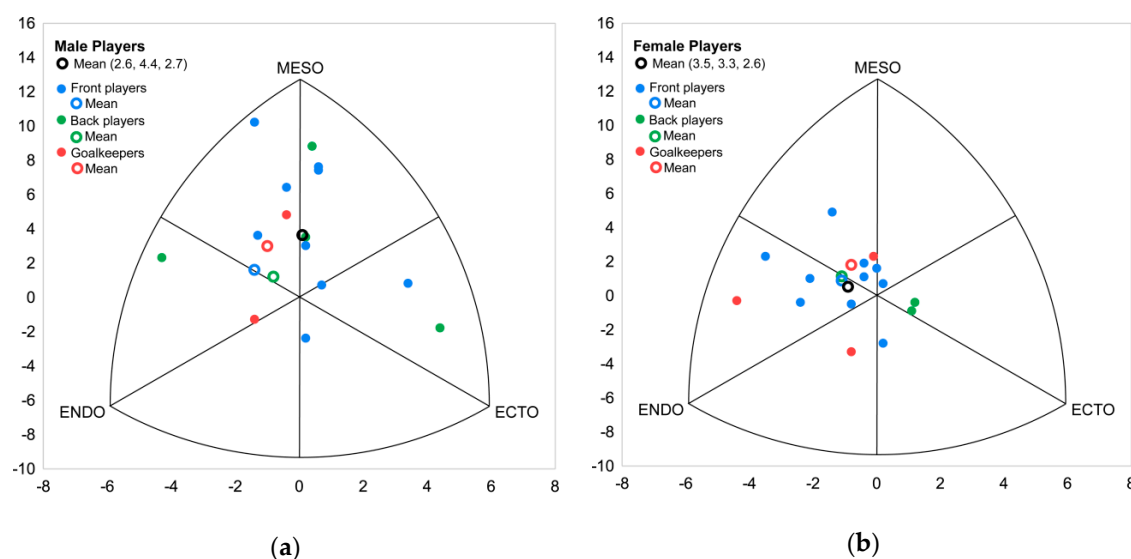 Male Players
Mean (2.6, 4.4, 2.7)
Front players
Mean
Back players
Mean
Goalkeepers
Mean
MESO
ENDO
ECTO
16
14
12
10
8
6
4
2
0
-2
-4
-6
-8
-10
-8 -6 -4 -2 0 2 4 6 8
(a)
Female Players
Mean (3.5, 3.3, 2.6)
Front players
Mean
Back players
Mean
Goalkeepers
Mean
MESO
ENDO
ECTO
16
14
12
10
8
6
4
2
0
-2
-4
-6
-8
-10
-8 -6 -4 -2 0 2 4 6 8
(b)